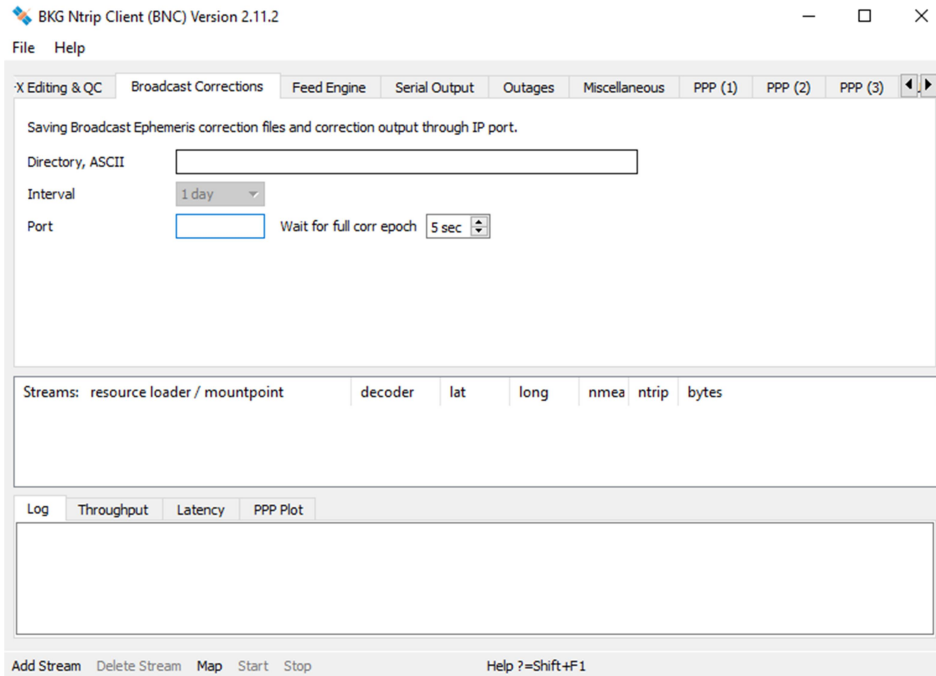 BKG Ntrip Client (BNC) Version 2.11.2
File Help
X Editing & QC Broadcast Corrections Feed Engine Serial Output Outages Miscellaneous PPP (1) PPP (2) PPP (3)
Saving Broadcast Ephemeris correction files and correction output through IP port.
Directory, ASCII
Interval 1 day
Port Wait for full corr epoch 5 sec
Streams: resource loader / mountpoint decoder lat long nmea ntrip bytes
Log Throughput Latency PPP Plot
Add Stream Delete Stream Map Start Stop Help ?=Shift+F1